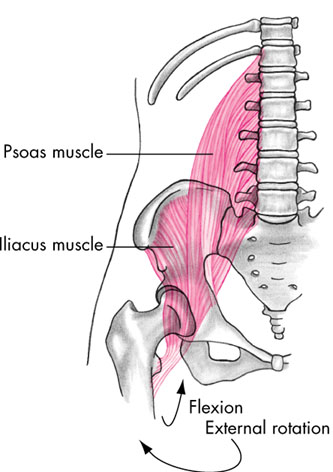 Psoas muscle
Iliacus muscle
Flexion
External rotation